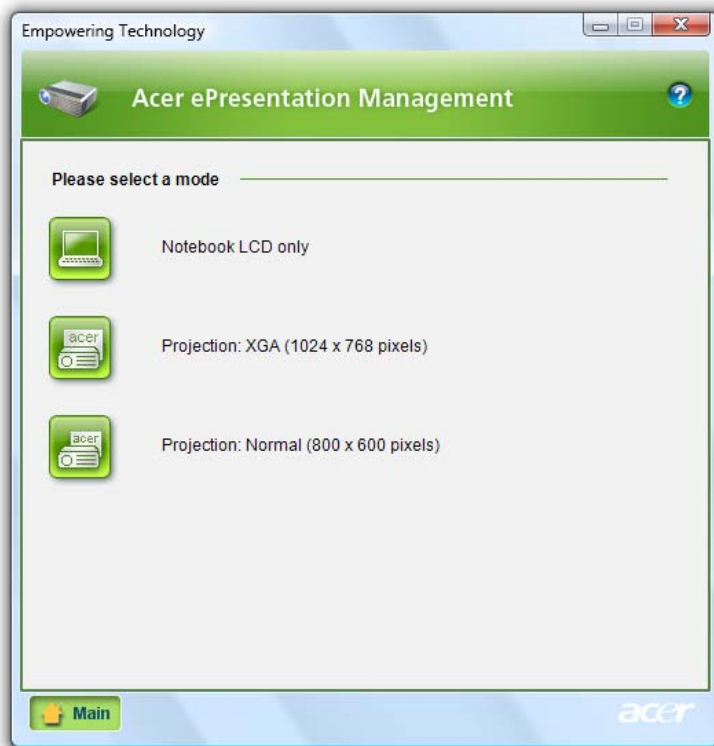 Empowering Technology
Acer ePresentation Management
?
Please select a mode
Notebook LCD only
acer
Projection: XGA (1024 x 768 pixels)
acer
Projection: Normal (800 x 600 pixels)
Main
acer